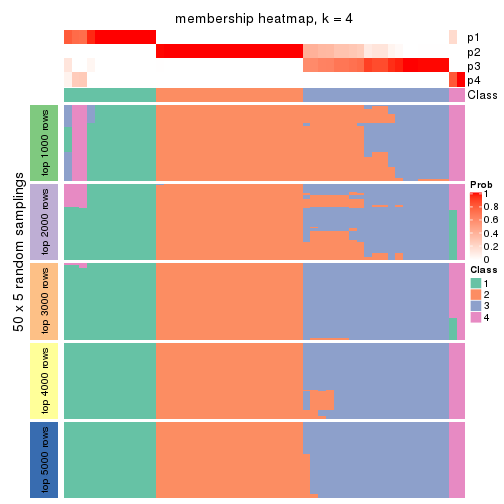 membership heatmap, k = 4
p1
p2
p3
p4
Class
50 x 5 random samplings
top 1000 rows
top 2000 rows
top 3000 rows
top 4000 rows
top 5000 rows
Prob
1
0.8
0.6
0.4
0.2
0
Class
1
2
3
4